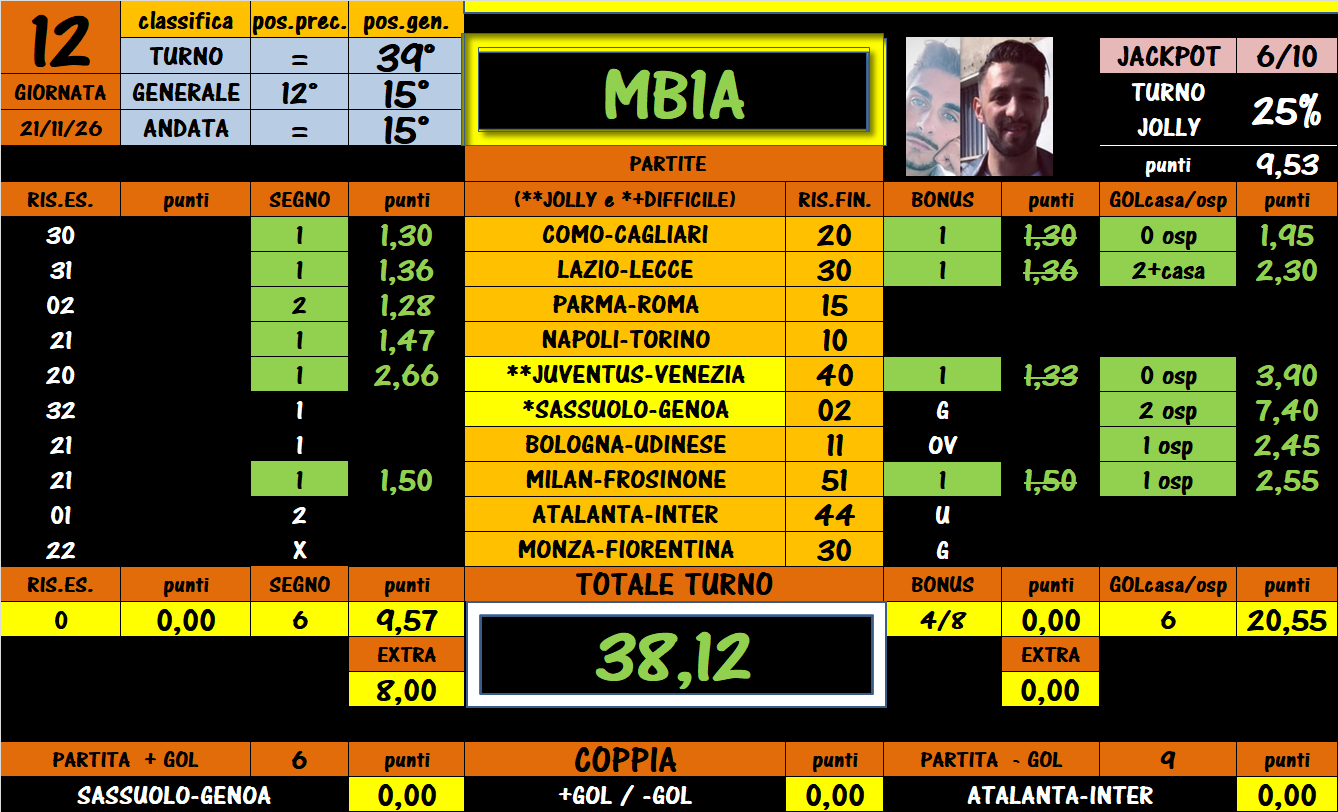 12 classifica pos.prec. pos.gen.
TURNO = 39°
GIORNATA GENERALE 12° 15°
21/11/26 ANDATA = 15°
MB1A
JACKPOT 6/10
TURNO JOLLY 25%
punti 9,53
PARTITE
RIS.ES. punti SEGNO punti (**JOLLY e *+DIFFICILE) RIS.FIN. BONUS punti GOLcasa/osp punti
30 1 1,30 COMO-CAGLIARI 20 1 1,30 0 osp 1,95
31 1 1,36 LAZIO-LECCE 30 1 1,36 2+casa 2,30
02 2 1,28 PARMA-ROMA 15
21 1 1,47 NAPOLI-TORINO 10
20 1 2,66 **JUVENTUS-VENEZIA 40 1 1,33 0 osp 3,90
32 1 *SASSUOLO-GENOA 02 G 2 osp 7,40
21 1 BOLOGNA-UDINESE 11 OV 1 osp 2,45
21 1 1,50 MILAN-FROSINONE 51 1 1,50 1 osp 2,55
01 2 ATALANTA-INTER 44 U
22 X MONZA-FIORENTINA 30 G
RIS.ES. punti SEGNO punti TOTALE TURNO BONUS punti GOLcasa/osp punti
0 0,00 6 9,57 38,12 4/8 0,00 6 20,55
EXTRA EXTRA
8,00 0,00
PARTITA + GOL 6 punti COPPIA punti PARTITA - GOL 9 punti
SASSUOLO-GENOA 0,00 +GOL / -GOL 0,00 ATALANTA-INTER 0,00